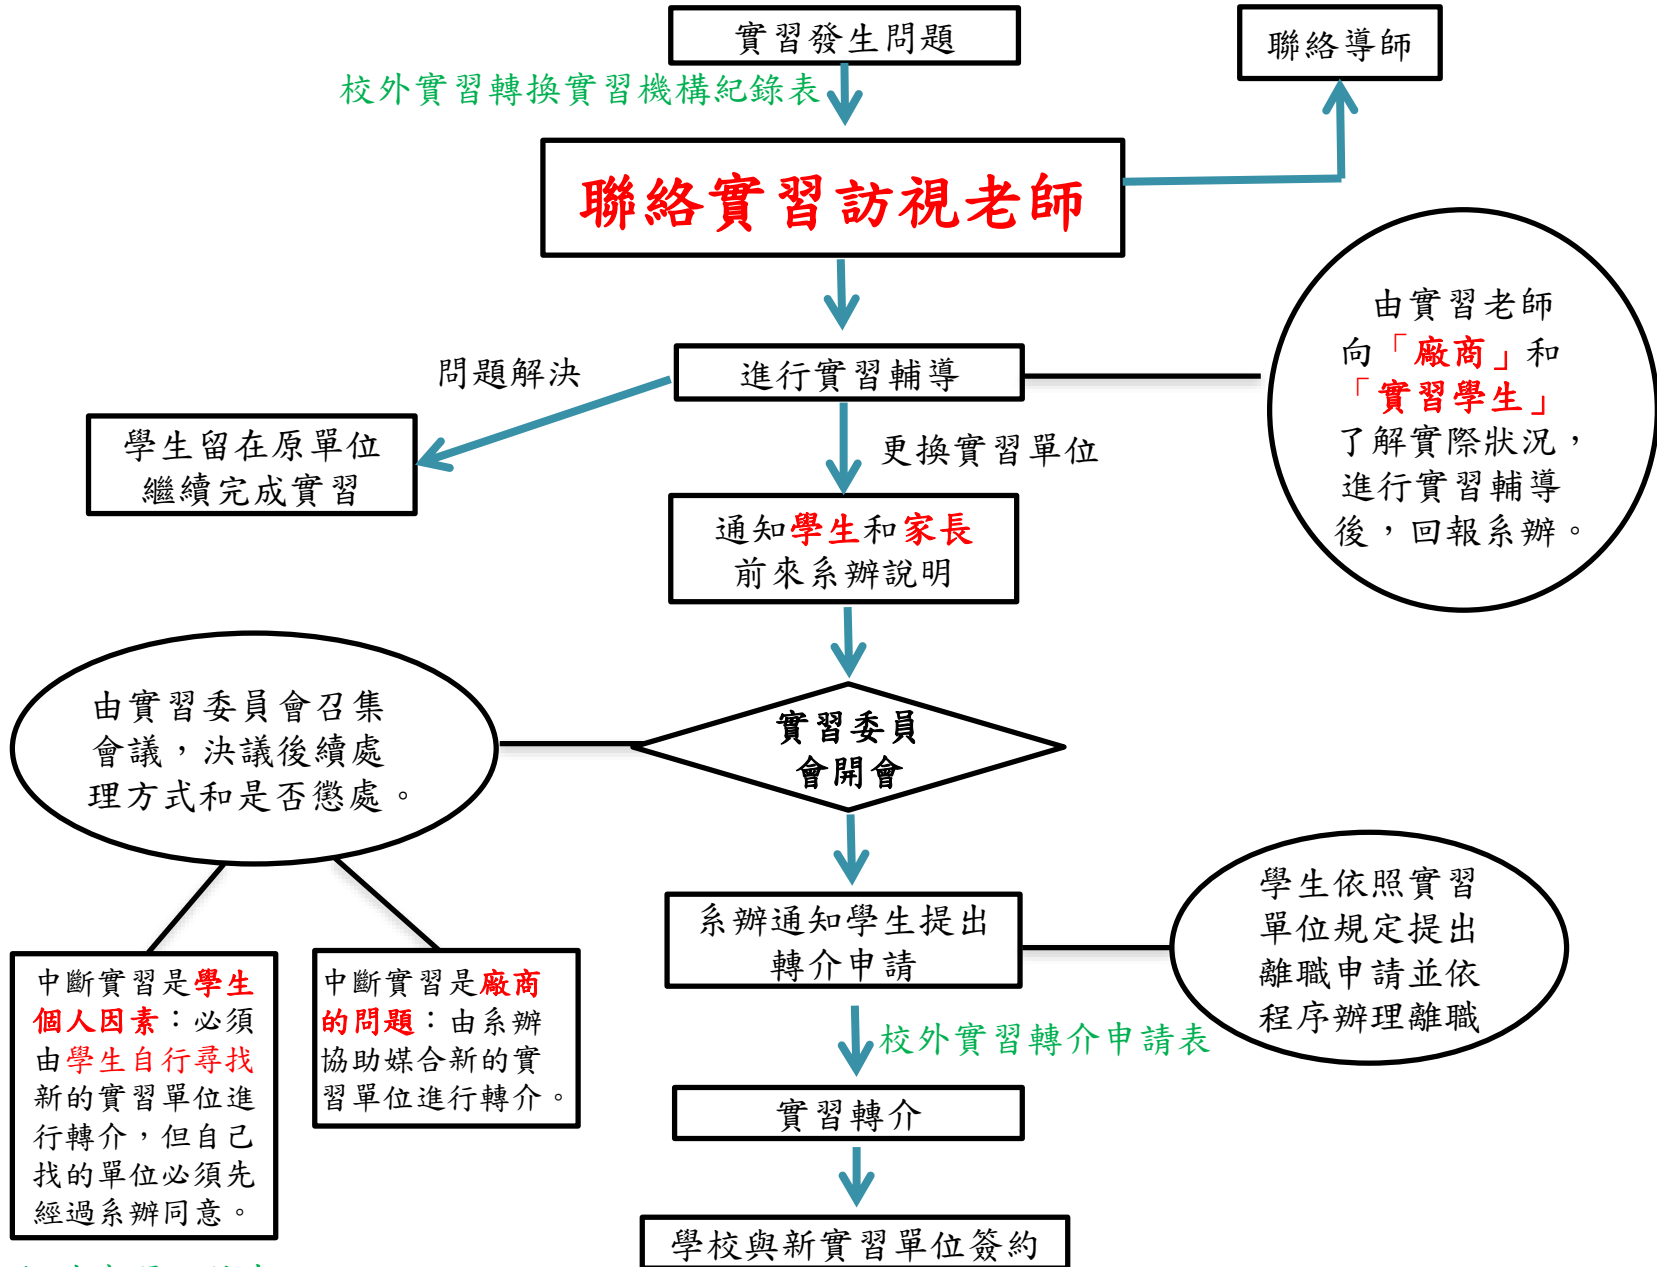 實習發生問題
聯絡導師
校外實習轉換實習機構紀錄表
聯絡實習訪視老師
由實習老師
向「廠商」和
「實習學生」
了解實際狀況，
進行實習輔導
後，回報系辦。
問題解決
進行實習輔導
學生留在原單位
繼續完成實習
更換實習單位
通知學生和家長
前來系辦說明
由實習委員會召集
會議，決議後續處
理方式和是否懲處。
實習委員
會開會
系辦通知學生提出
轉介申請
學生依照實習
單位規定提出
離職申請並依
程序辦理離職
中斷實習是學生
個人因素：必須
由學生自行尋找
新的實習單位進
行轉介，但自己
找的單位必須先
經過系辦同意。
中斷實習是廠商
的問題：由系辦
協助媒合新的實
習單位進行轉介。
校外實習轉介申請表
實習轉介
學校與新實習單位簽約